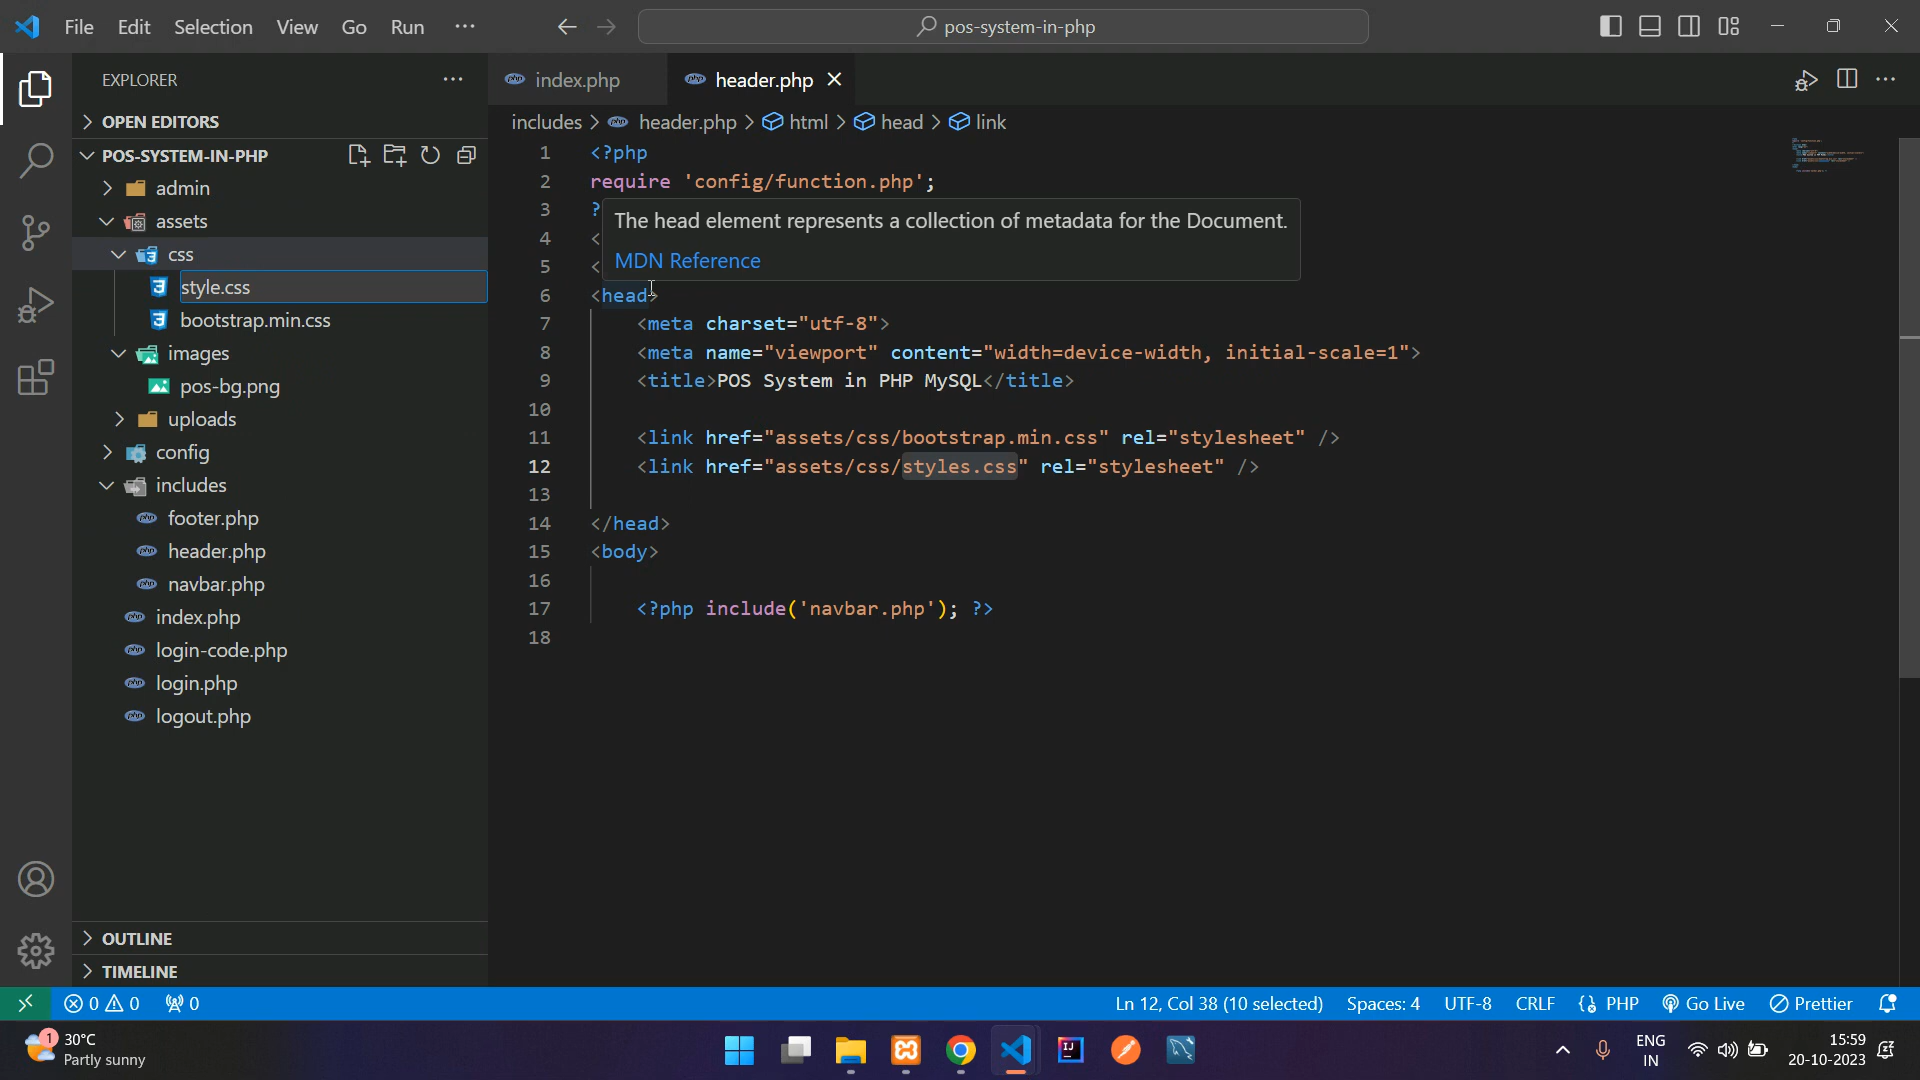 File Edit Selection View Go Run ···
pos-system-in-php
EXPLORER ···
index.php
header.php
OPEN EDITORS
POS-SYSTEM-IN-PHP
admin
assets
css
style.css
bootstrap.min.css
images
pos-bg.png
uploads
config
includes
footer.php
header.php
navbar.php
index.php
login-code.php
login.php
logout.php
OUTLINE
TIMELINE
includes > header.php > html > head > link
1 <?php
2 require 'config/function.php';
3 ?
The head element represents a collection of metadata for the Document.
4 <
MDN Reference
5 <
6 <head>
7 <meta charset="utf-8">
8 <meta name="viewport" content="width=device-width, initial-scale=1">
9 <title>POS System in PHP MySQL</title>
10
11 <link href="assets/css/bootstrap.min.css" rel="stylesheet" />
12 <link href="assets/css/styles.css" rel="stylesheet" />
13
14 </head>
15 <body>
16
17 <?php include('navbar.php'); ?>
18
0 0 0 Ln 12, Col 38 (10 selected) Spaces: 4 UTF-8 CRLF PHP Go Live Prettier
1
30°C
Partly sunny
IJ
ENG
IN
15:59
20-10-2023